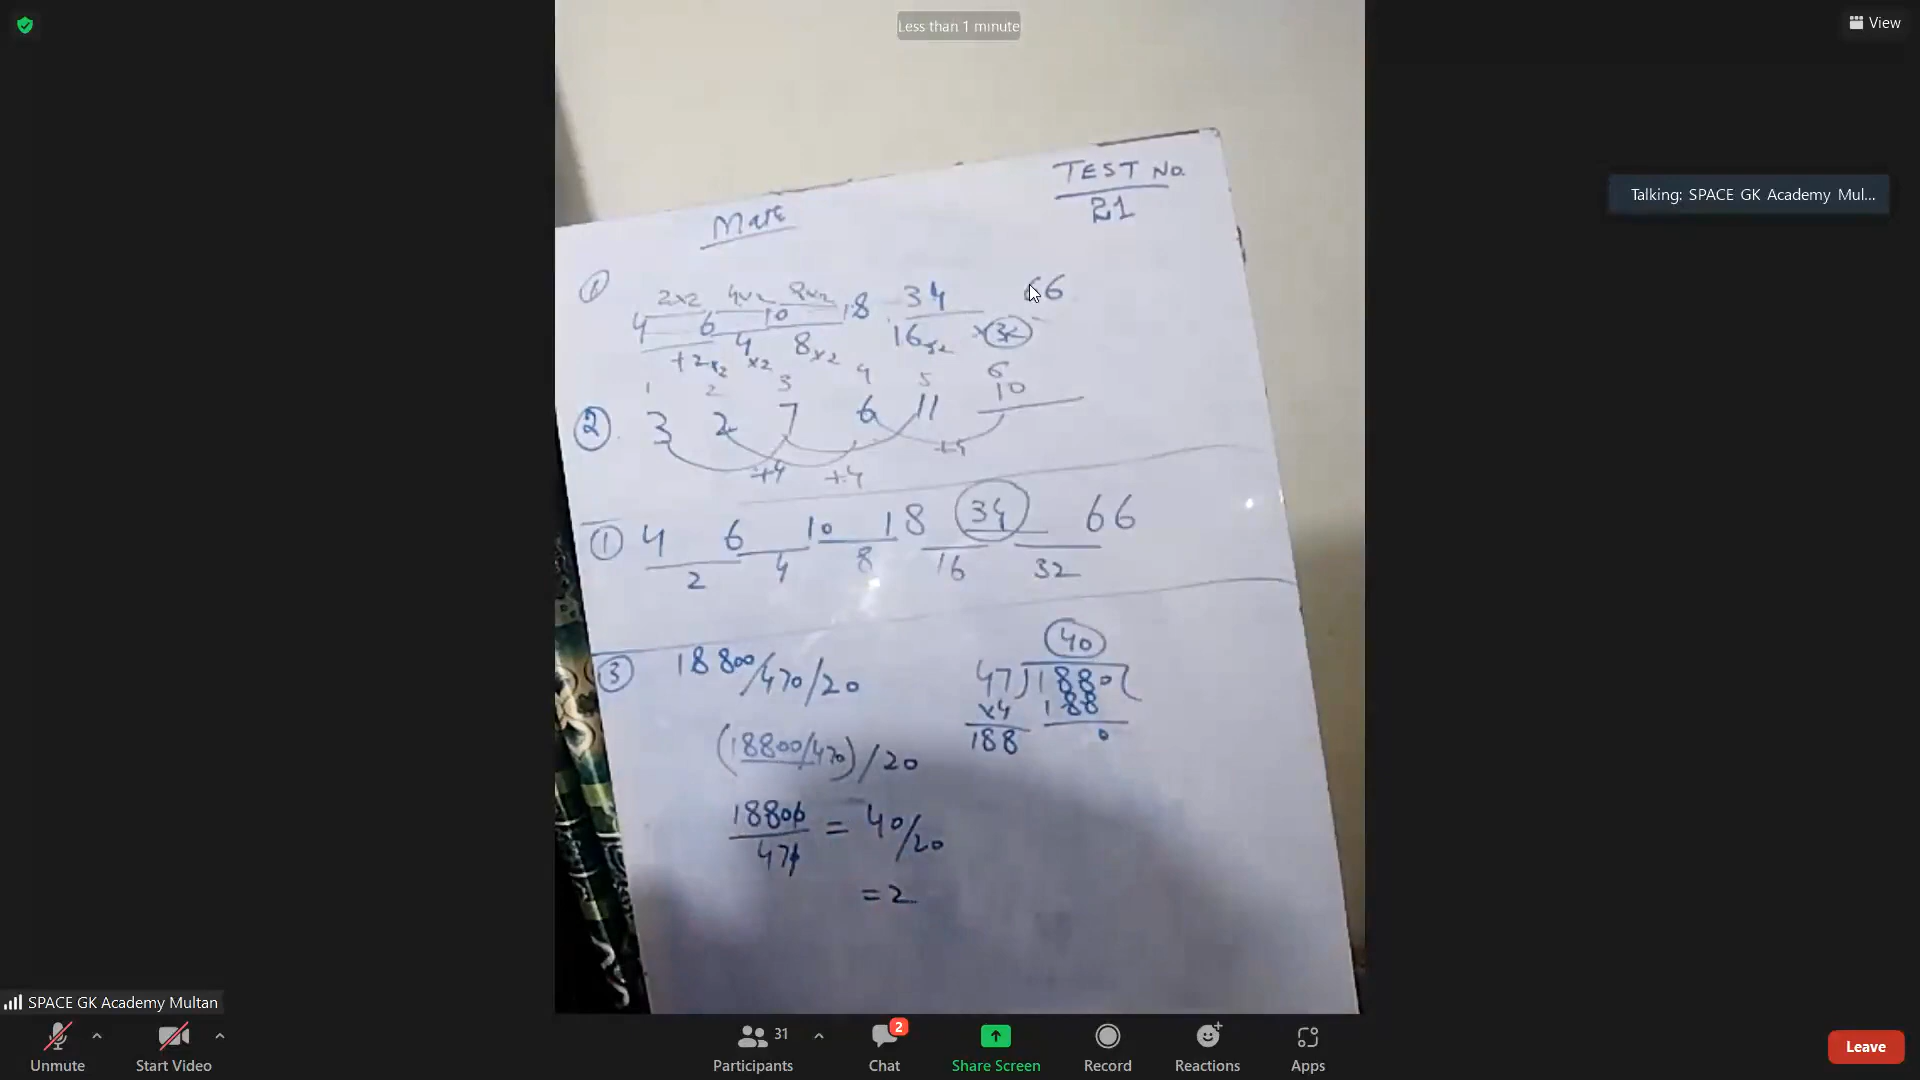 Less than 1 minute
View
Talking: SPACE GK Academy Mul...
TEST No.
21
①
2x2 4x2 8x2
4 6 10 18 34 66
+2 4 8 16 32
x2 x2 x2
1 2 3 4 5 6
② 3 2 7 6 11 10
+4 +4 +4
① 4 6 10 18 34 66
2 4 8 16 32
③ 18800/470/20
(18800/470)/20
18800
470
= 40/20
= 2
40
47)1880(
x4 188
188 0
SPACE GK Academy Multan
Unmute
Start Video
Participants
31
Chat
2
Share Screen
Record
Reactions
Apps
Leave